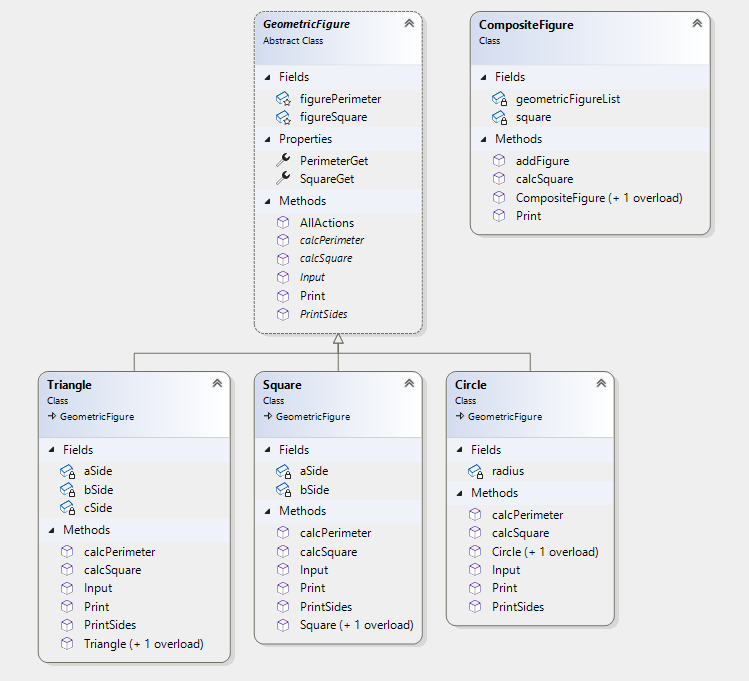 GeometricFigure
Abstract Class
Fields
figurePerimeter
figureSquare
Properties
PerimeterGet
SquareGet
Methods
AllActions
calcPerimeter
calcSquare
Input
Print
PrintSides
CompositeFigure
Class
Fields
geometricFigureList
square
Methods
addFigure
calcSquare
CompositeFigure (+ 1 overload)
Print
Triangle
Class
GeometricFigure
Fields
aSide
bSide
cSide
Methods
calcPerimeter
calcSquare
Input
Print
PrintSides
Triangle (+ 1 overload)
Square
Class
GeometricFigure
Fields
aSide
bSide
Methods
calcPerimeter
calcSquare
Input
Print
PrintSides
Square (+ 1 overload)
Circle
Class
GeometricFigure
Fields
radius
Methods
calcPerimeter
calcSquare
Circle (+ 1 overload)
Input
Print
PrintSides